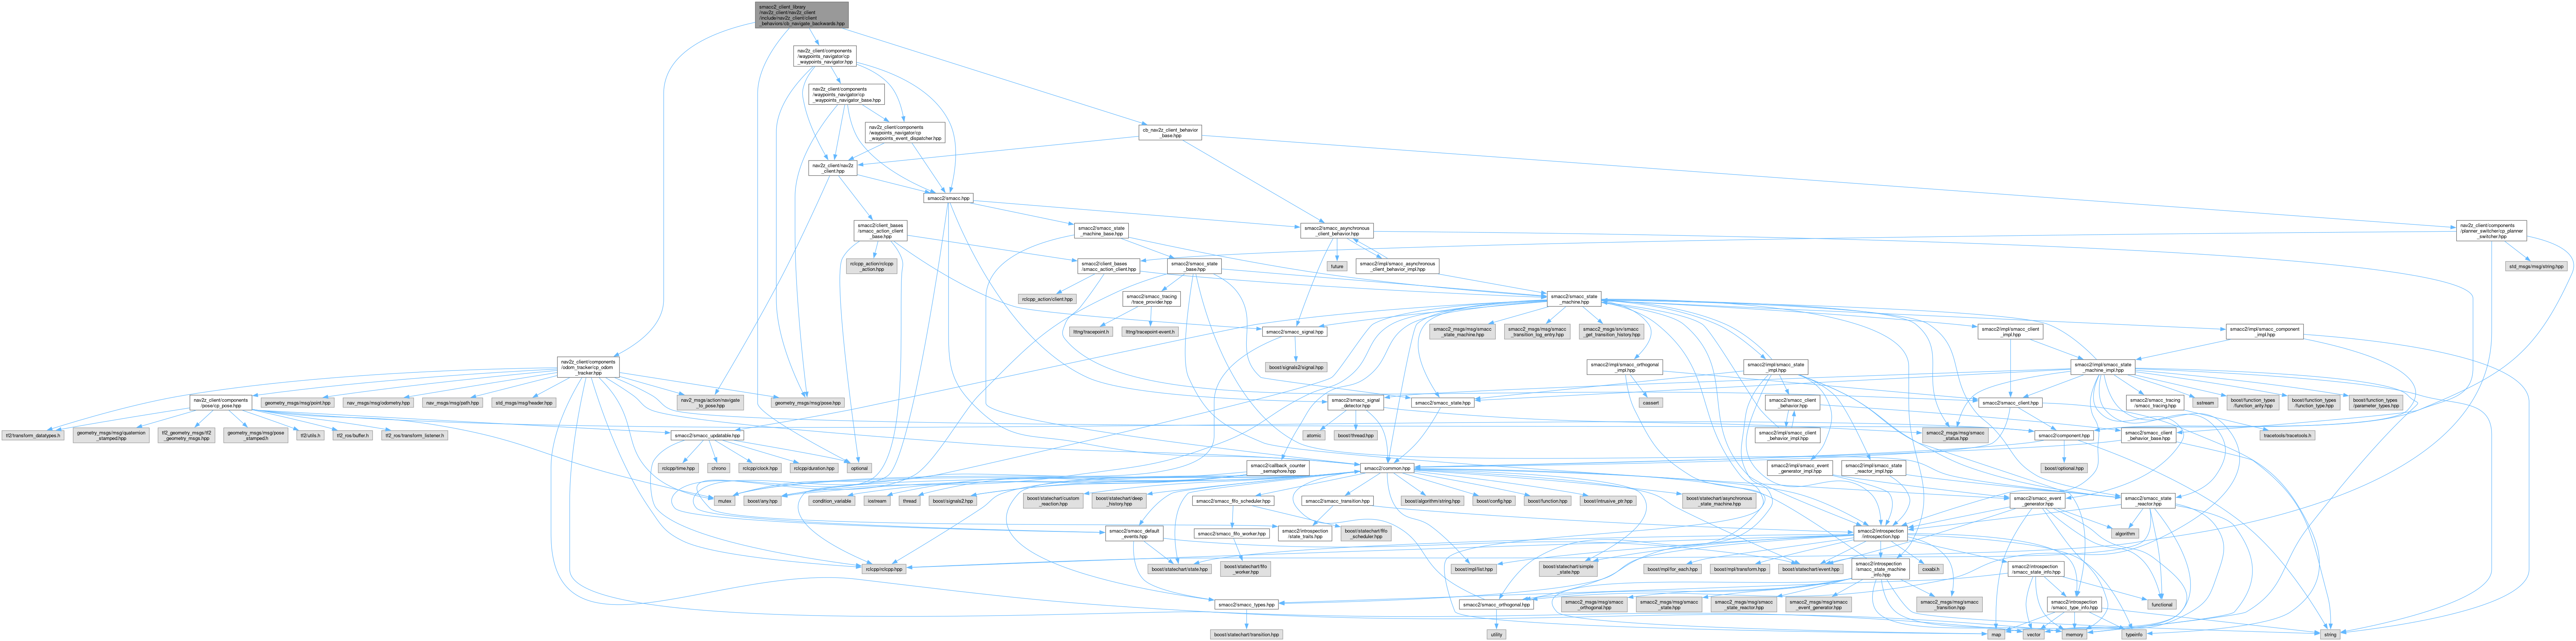 smacc2_client_library
/nav2z_client/nav2z_client
/include/nav2z_client/client
_behaviors/cb_navigate_backwards.hpp
nav2z_client/components
/waypoints_navigator/cp
_waypoints_navigator.hpp
nav2z_client/components
/waypoints_navigator/cp
_waypoints_navigator_base.hpp
nav2z_client/components
/waypoints_navigator/cp
_waypoints_event_dispatcher.hpp
cb_nav2z_client_behavior
_base.hpp
nav2z_client/nav2z
_client.hpp
smacc2/smacc.hpp
smacc2/client_bases
/smacc_action_client
_base.hpp
smacc2/smacc_state
_machine_base.hpp
smacc2/smacc_asynchronous
_client_behavior.hpp
nav2z_client/components
/planner_switcher/cp_planner
_switcher.hpp
rclcpp_action/rclcpp
_action.hpp
smacc2/client_bases
/smacc_action_client.hpp
smacc2/smacc_state
_base.hpp
future
smacc2/impl/smacc_asynchronous
_client_behavior_impl.hpp
std_msgs/msg/string.hpp
rclcpp_action/client.hpp
smacc2/smacc_tracing
/trace_provider.hpp
smacc2/smacc_state
_machine.hpp
lttng/tracepoint.h
lttng/tracepoint-event.h
smacc2/smacc_signal.hpp
smacc2_msgs/msg/smacc
_state_machine.hpp
smacc2_msgs/msg/smacc
_transition_log_entry.hpp
smacc2_msgs/srv/smacc
_get_transition_history.hpp
smacc2/impl/smacc_client
_impl.hpp
smacc2/impl/smacc_component
_impl.hpp
nav2z_client/components
/odom_tracker/cp_odom
_tracker.hpp
boost/signals2/signal.hpp
smacc2/impl/smacc_orthogonal
_impl.hpp
smacc2/impl/smacc_state
_impl.hpp
smacc2/impl/smacc_state
_machine_impl.hpp
nav2z_client/components
/pose/cp_pose.hpp
geometry_msgs/msg/point.hpp
nav_msgs/msg/odometry.hpp
nav_msgs/msg/path.hpp
std_msgs/msg/header.hpp
nav2_msgs/action/navigate
_to_pose.hpp
geometry_msgs/msg/pose.hpp
smacc2/smacc_signal
_detector.hpp
smacc2/smacc_state.hpp
cassert
smacc2/smacc_client
_behavior.hpp
smacc2/smacc_client.hpp
smacc2/smacc_tracing
/smacc_tracing.hpp
sstream
boost/function_types
/function_arity.hpp
boost/function_types
/function_type.hpp
boost/function_types
/parameter_types.hpp
tf2/transform_datatypes.h
geometry_msgs/msg/quaternion
_stamped.hpp
tf2_geometry_msgs/tf2
_geometry_msgs.hpp
geometry_msgs/msg/pose
_stamped.h
tf2/utils.h
tf2_ros/buffer.h
tf2_ros/transform_listener.h
smacc2/smacc_updatable.hpp
atomic
boost/thread.hpp
smacc2/impl/smacc_client
_behavior_impl.hpp
smacc2_msgs/msg/smacc
_status.hpp
smacc2/component.hpp
smacc2/smacc_client
_behavior_base.hpp
tracetools/tracetools.h
rclcpp/time.hpp
chrono
rclcpp/clock.hpp
rclcpp/duration.hpp
optional
smacc2/callback_counter
_semaphore.hpp
smacc2/common.hpp
smacc2/impl/smacc_event
_generator_impl.hpp
smacc2/impl/smacc_state
_reactor_impl.hpp
boost/optional.hpp
mutex
boost/any.hpp
condition_variable
iostream
thread
boost/signals2.hpp
smacc2/smacc_fifo_scheduler.hpp
boost/statechart/custom
_reaction.hpp
boost/statechart/deep
_history.hpp
smacc2/smacc_transition.hpp
boost/algorithm/string.hpp
boost/config.hpp
boost/function.hpp
boost/intrusive_ptr.hpp
boost/statechart/asynchronous
_state_machine.hpp
smacc2/smacc_event
_generator.hpp
smacc2/smacc_state
_reactor.hpp
smacc2/smacc_default
_events.hpp
smacc2/smacc_fifo_worker.hpp
smacc2/introspection
/state_traits.hpp
boost/statechart/fifo
_scheduler.hpp
smacc2/introspection
/introspection.hpp
algorithm
rclcpp/rclcpp.hpp
boost/statechart/state.hpp
boost/statechart/fifo
_worker.hpp
boost/mpl/list.hpp
boost/statechart/simple
_state.hpp
boost/mpl/for_each.hpp
boost/mpl/transform.hpp
boost/statechart/event.hpp
cxxabi.h
smacc2/introspection
/smacc_state_machine
_info.hpp
smacc2/introspection
/smacc_state_info.hpp
smacc2/smacc_types.hpp
smacc2/smacc_orthogonal.hpp
smacc2_msgs/msg/smacc
_orthogonal.hpp
smacc2_msgs/msg/smacc
_state.hpp
smacc2_msgs/msg/smacc
_state_reactor.hpp
smacc2_msgs/msg/smacc
_event_generator.hpp
smacc2_msgs/msg/smacc
_transition.hpp
smacc2/introspection
/smacc_type_info.hpp
functional
boost/statechart/transition.hpp
utility
map
vector
memory
typeinfo
string